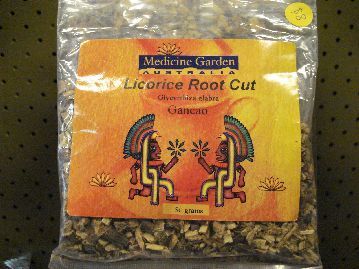 Medicine Garden
AUSTRALIA
Licorice Root Cut
Glycyrrhiza glabra
Gancao
50 grams